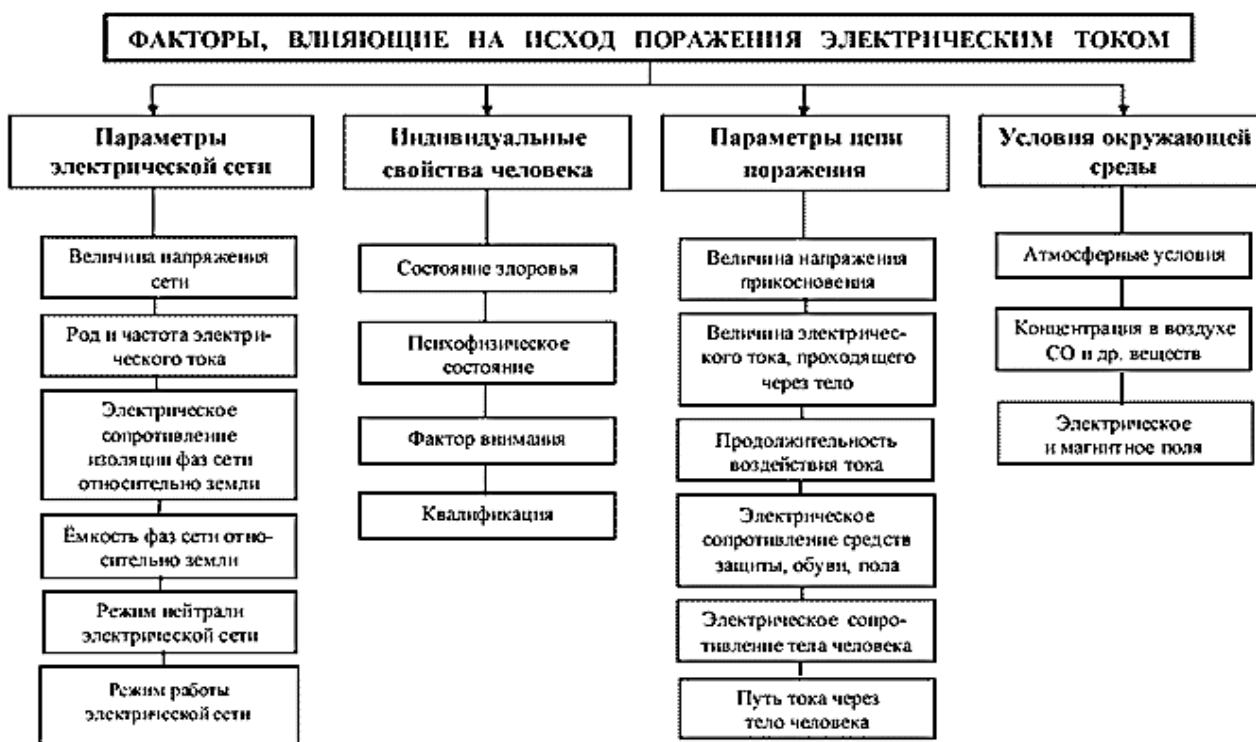 ФАКТОРЫ, ВЛИЯЮЩИЕ НА ИСХОД ПОРАЖЕНИЯ ЭЛЕКТРИЧЕСКИМ ТОКОМ
Параметры
электрической сети
Величина напряжения
сети
Род и частота электри-
ческого тока
Электрическое
сопротивление
изоляции фаз сети
относительно земли
Ёмкость фаз сети отно-
сительно земли
Режим нейтрали
электрической сети
Режим работы
электрической сети
Индивидуальные
свойства человека
Состояние здоровья
Психофизическое
состояние
Фактор внимания
Квалификация
Параметры цепи
поражения
Величина напряжения
прикосновения
Величина электричес-
кого тока, проходящего
через тело
Продолжительность
воздействия тока
Электрическое
сопротивление средств
защиты, обуви, пола
Электрическое сопро-
тивление тела человека
Путь тока через
тело человека
Условия окружающей
среды
Атмосферные условия
Концентрация в воздухе
СО и др. веществ
Электрическое
и магнитное поля